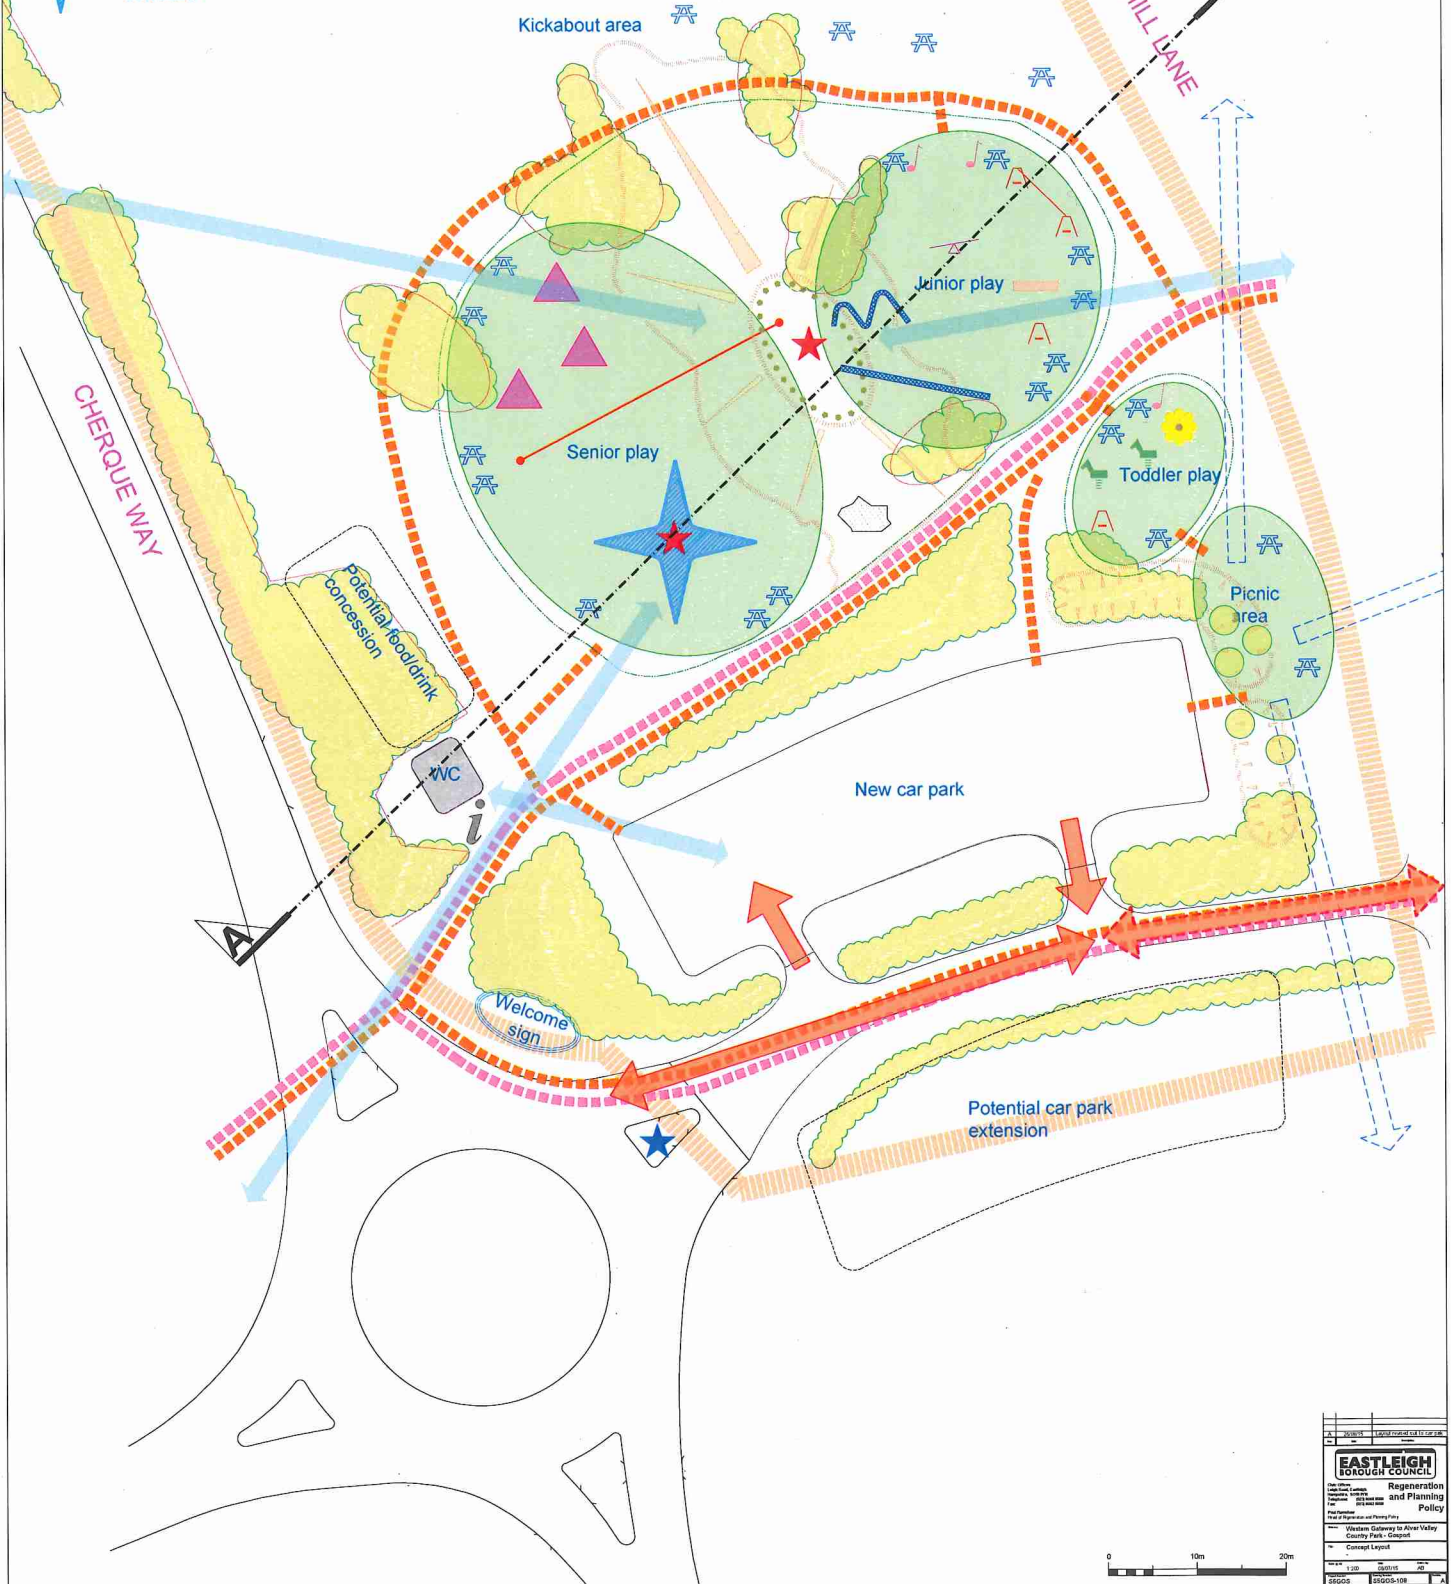 Kickabout area
MILL LANE
Junior play
CHERQUE WAY
Senior play
Toddler play
Potential food/drink
concession
Picnic
area
WC
i
New car park
A
Welcome
sign
Potential car park
extension
EASTLEIGH
BOROUGH COUNCIL
Regeneration
and Planning
Policy
Western Gateway to Alver Valley
Country Park - Gosport
Concept Layout
0 10m 20m